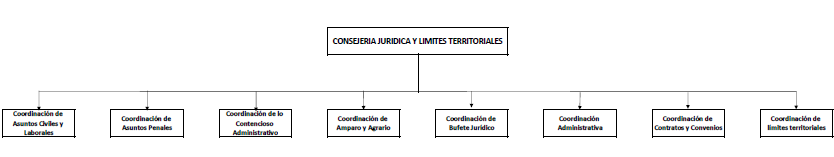 CONSEJERIA JURIDICA Y LIMITES TERRITORIALES
Coordinación de
Asuntos Civiles y
Laborales
Coordinación de
Asuntos Penales
Coordinación de lo
Contencioso
Administrativo
Coordinación de
Amparo y Agrario
Coordinación de
Bufete Jurídico
Coordinación
Administrativa
Coordinación de
Contratos y Convenios
Coordinación de
limites territoriales